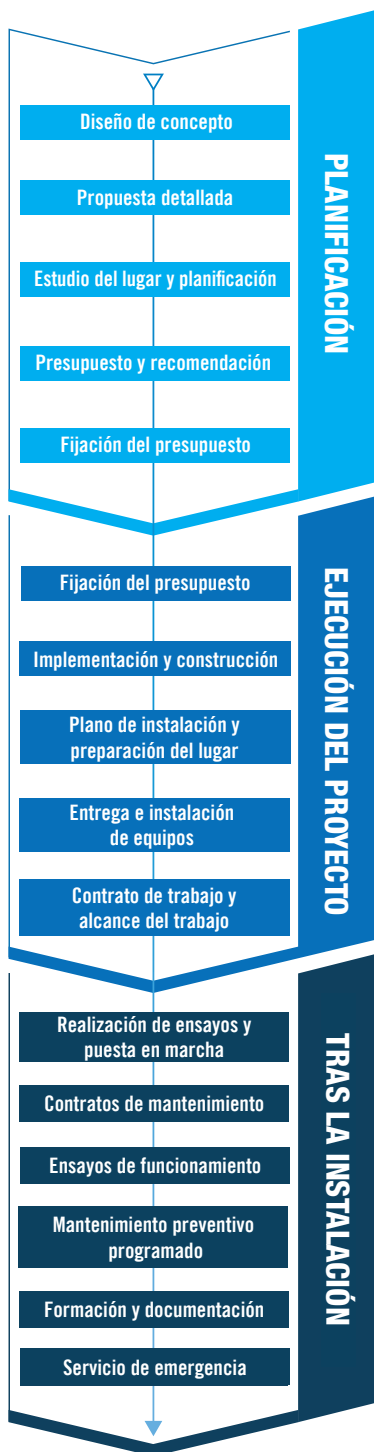 PLANIFICACIÓN
Diseño de concepto
Propuesta detallada
Estudio del lugar y planificación
Presupuesto y recomendación
Fijación del presupuesto
EJECUCIÓN DEL PROYECTO
Fijación del presupuesto
Implementación y construcción
Plano de instalación y
preparación del lugar
Entrega e instalación
de equipos
Contrato de trabajo y
alcance del trabajo
TRAS LA INSTALACIÓN
Realización de ensayos y
puesta en marcha
Contratos de mantenimiento
Ensayos de funcionamiento
Mantenimiento preventivo
programado
Formación y documentación
Servicio de emergencia